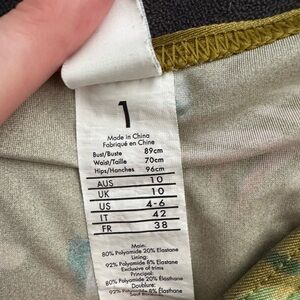 1
Made in China
Fabriqué en Chine
Bust/Buste 89cm
Waist/Taille 70cm
Hips/Hanches 96cm
AUS 10
UK 10
US 4-6
IT 42
FR 38
Main:
80% Polyamide 20% Elastane
Lining:
92% Polyamide 8% Elastane
Exclusive of trims
Principal:
80% Polyamide 20% Élasthane
Doublure:
92% Polyamide 8% Élasthane